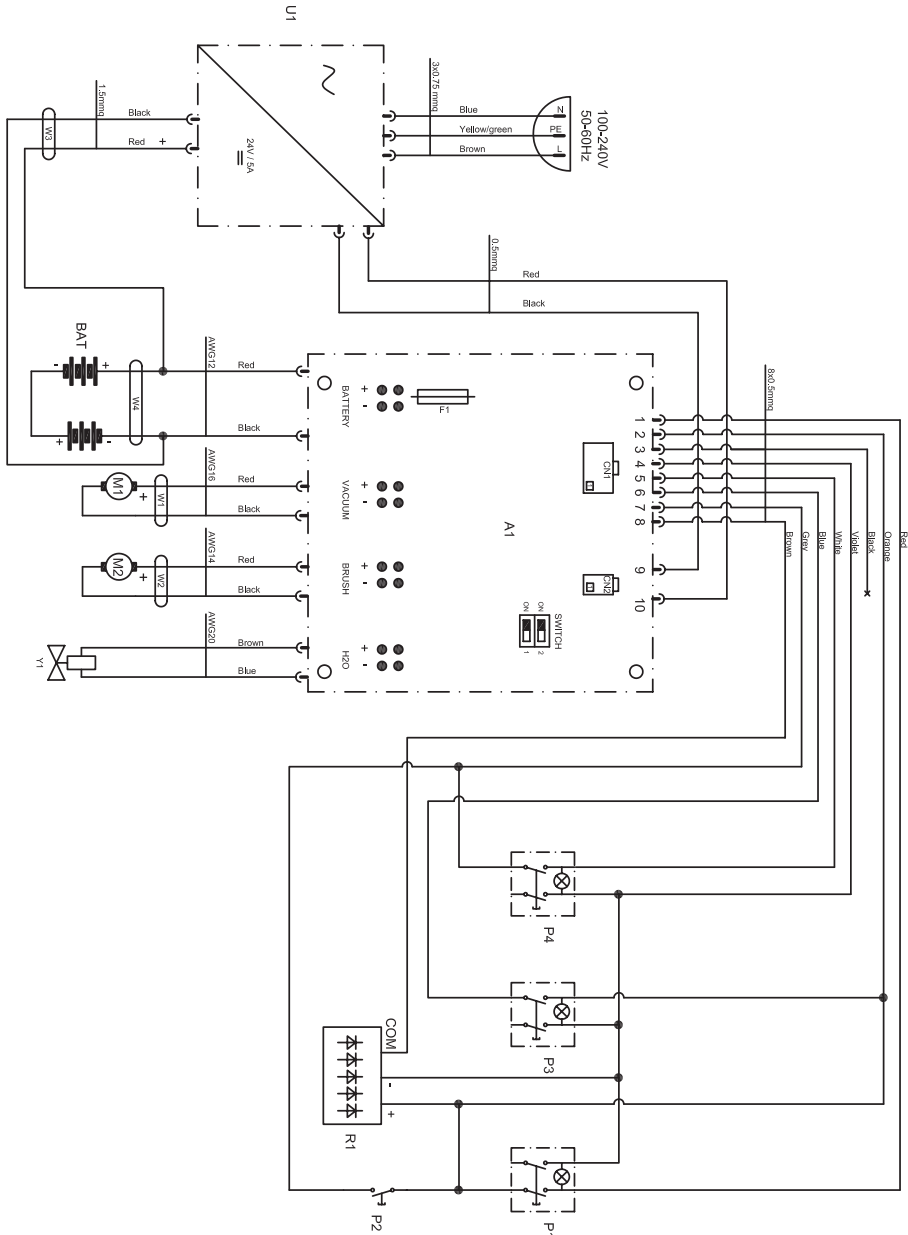 U1
100-240V
50-60Hz
N
PE
L
Blue
Yellow/green
Brown
3x0.75 mmq
24V / 5A
1.5mmq
Black
Red +
W3
0.5mmq
Red
Black
BAT
- +
+ -
W4
AWG12
Red
Black
BATTERY
+
-
F1
M1
+
W1
AWG16
Red
Black
VACUUM
+
-
M2
+
W2
AWG14
Red
Black
BRUSH
+
-
Y1
AWG20
Brown
Blue
H2O
+
-
A1
CN1
CN2
SWITCH
ON
ON
1
2
1
2
3
4
5
6
7
8
9
10
8x0.5mmq
Brown
Grey
Blue
White
Violet
Black
Orange
Red
P4
P3
COM
-
+
R1
P2